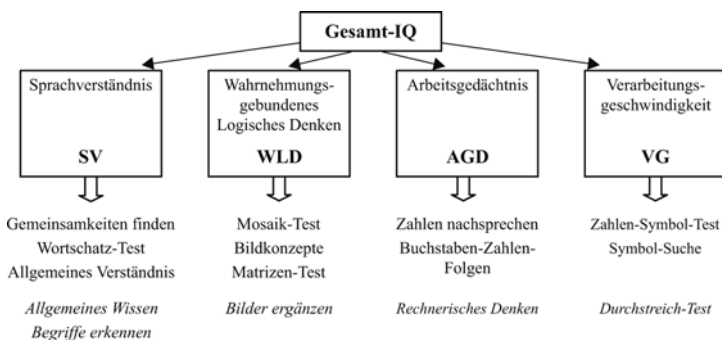 Gesamt-IQ
Sprachverständnis
SV
Wahrnehmungs-
gebundenes
Logisches Denken
WLD
Arbeitsgedächtnis
AGD
Verarbeitungs-
geschwindigkeit
VG
Gemeinsamkeiten finden
Wortschatz-Test
Allgemeines Verständnis
Allgemeines Wissen
Begriffe erkennen
Mosaik-Test
Bildkonzepte
Matrizen-Test
Bilder ergänzen
Zahlen nachsprechen
Buchstaben-Zahlen-
Folgen
Rechnerisches Denken
Zahlen-Symbol-Test
Symbol-Suche
Durchstreich-Test